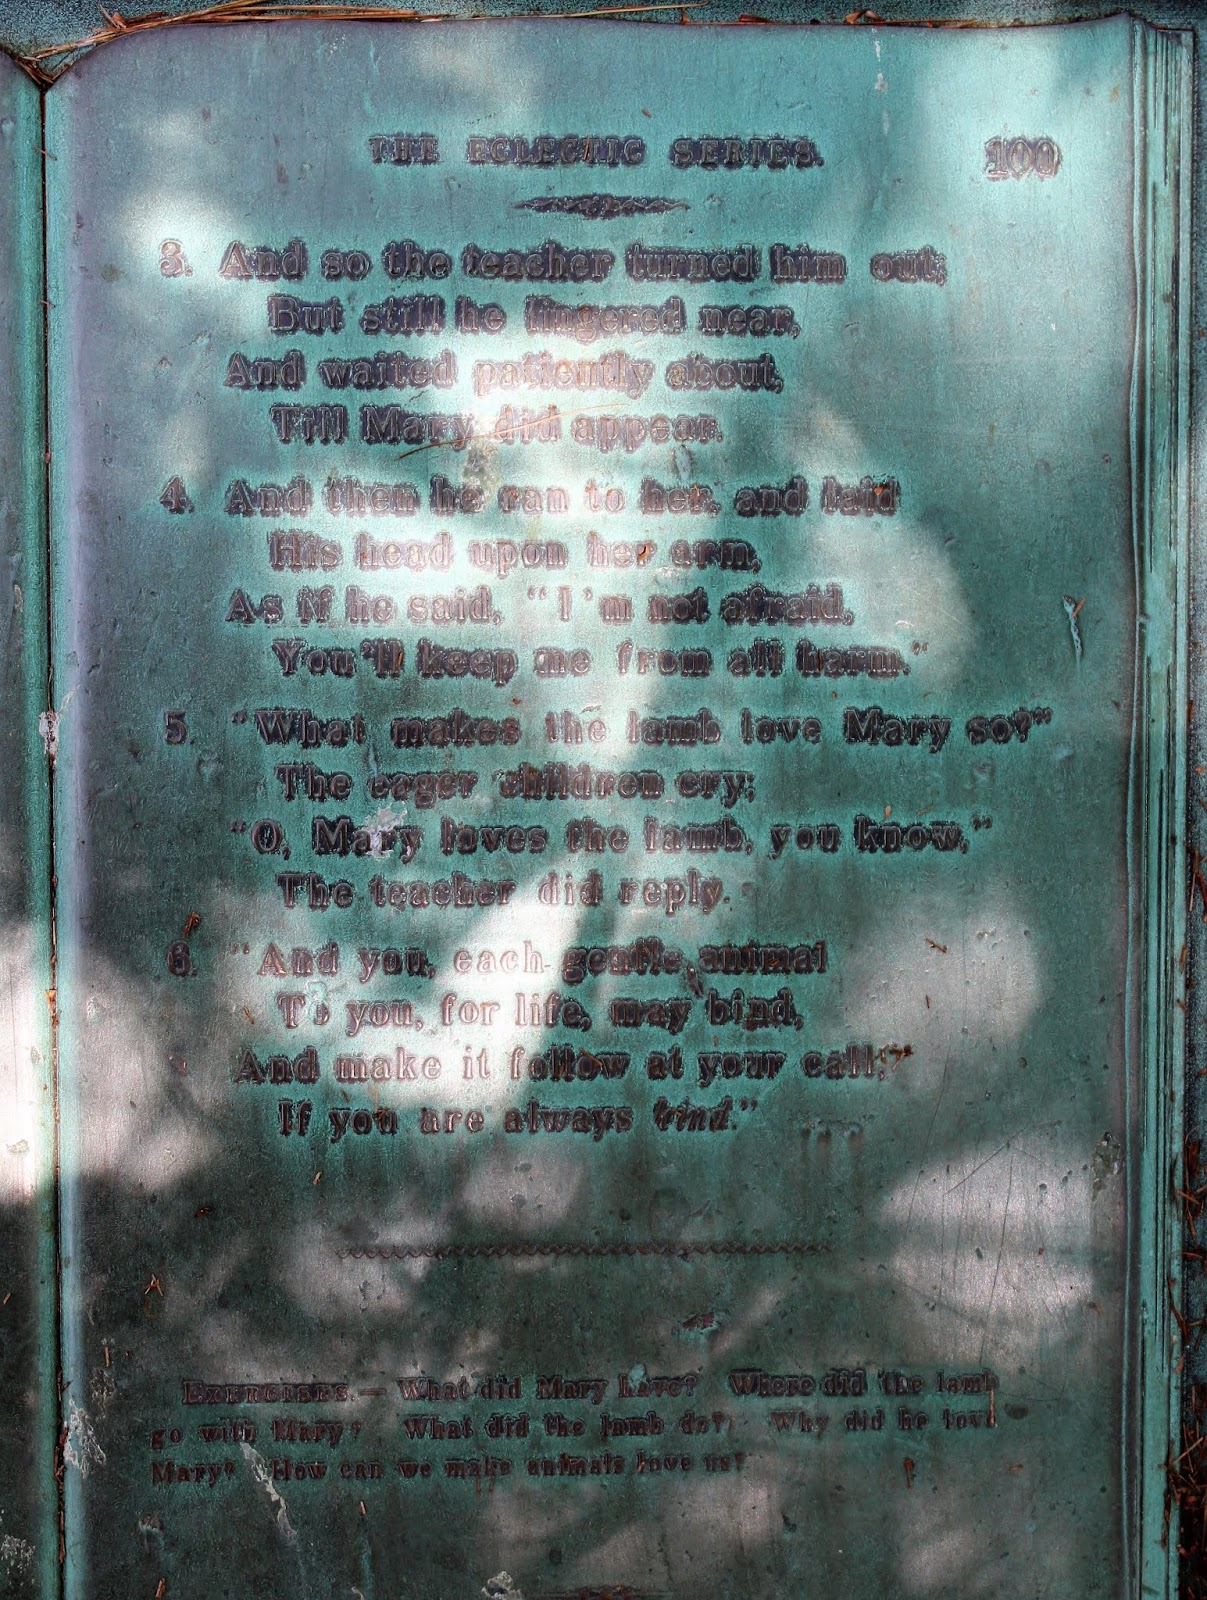 THE ECLECTIC SERIES. 100
3. And so the teacher turned him out;
But still he lingered near,
And waited patiently about,
Till Mary did appear.
4. And then he ran to her, and laid
His head upon her arm,
As if he said, "I'm not afraid,
You'll keep me from all harm."
5. "What makes the lamb love Mary so?"
The eager children cry;
"O, Mary loves the lamb, you know,"
The teacher did reply.
6. "And you, each gentle animal
To you, for life, may bind,
And make it follow at your call,"
If you are always kind."
EXERCISES.— What did Mary have? Where did the lamb
go with Mary? What did the lamb do? Why did he love
Mary? How can we make animals love us?